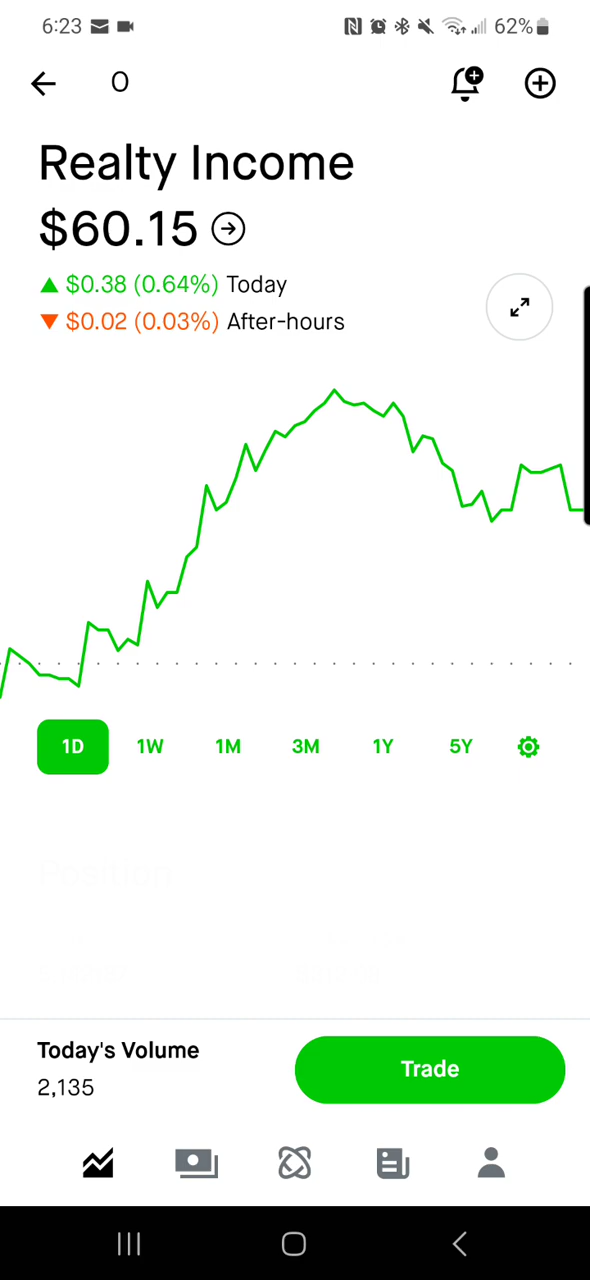 6:23 62%
O
Realty Income
$60.15
$0.38 (0.64%) Today
$0.02 (0.03%) After-hours
1D 1W 1M 3M 1Y 5Y
Position
Today's Volume
2,135
Trade